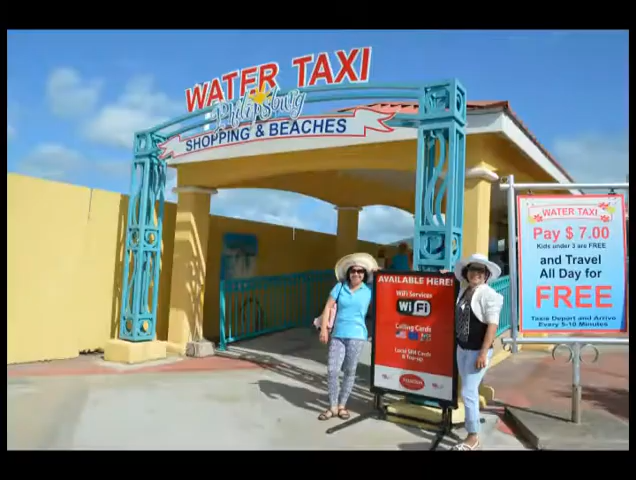 WATER TAXI
Philipsburg
SHOPPING & BEACHES
AVAILABLE HERE!
WiFi Services
WiFi
Calling Cards
Local Sim Cards
& Top-up
WATER TAXI
Pay $ 7.00
Kids under 3 are FREE
and Travel
All Day for
FREE
Taxis Depart and Arrive
Every 5-10 Minutes